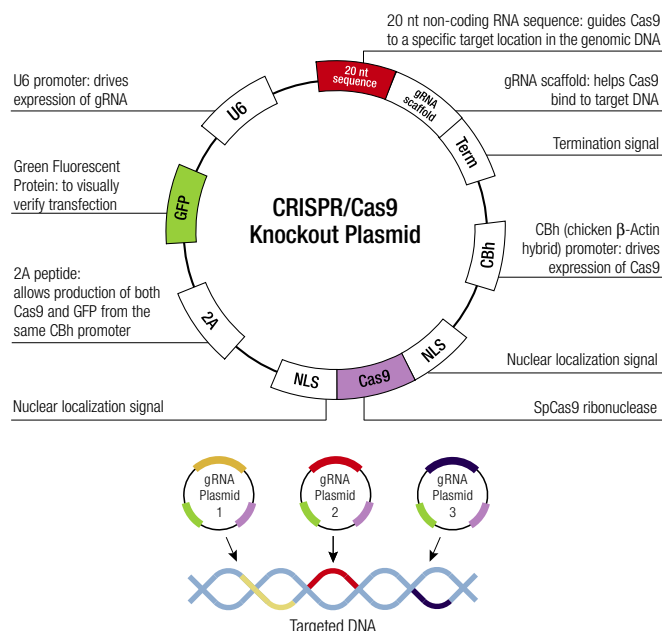 20 nt non-coding RNA sequence: guides Cas9
to a specific target location in the genomic DNA
U6 promoter: drives
expression of gRNA
gRNA scaffold: helps Cas9
bind to target DNA
Termination signal
Green Fluorescent
Protein: to visually
verify transfection
CBh (chicken β-Actin
hybrid) promoter: drives
expression of Cas9
2A peptide:
allows production of both
Cas9 and GFP from the
same CBh promoter
Nuclear localization signal
Nuclear localization signal
SpCas9 ribonuclease
20 nt
sequence
gRNA
scaffold
Term
CBh
NLS
Cas9
NLS
2A
GFP
U6
CRISPR/Cas9
Knockout Plasmid
gRNA
Plasmid
1
gRNA
Plasmid
2
gRNA
Plasmid
3
Targeted DNA